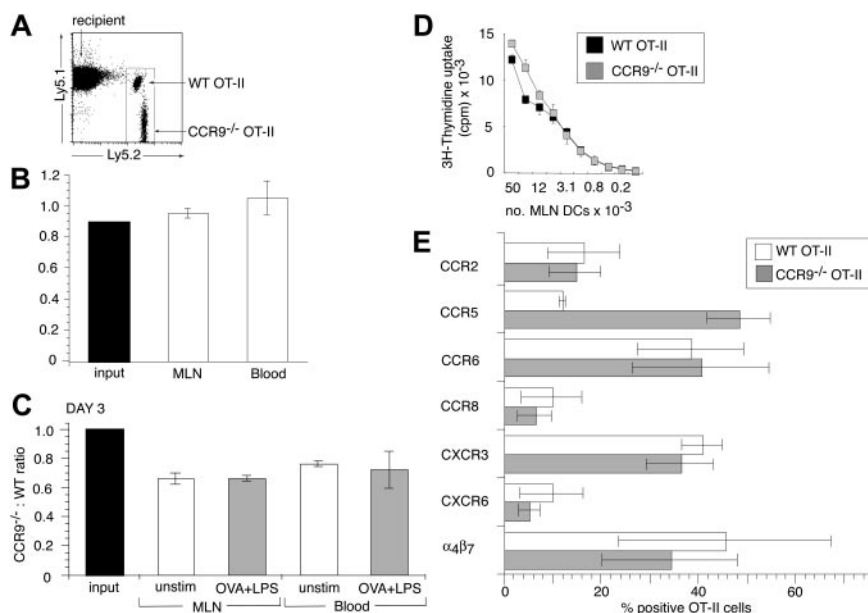 A
recipient
Ly5.1
WT OT-II
CCR9-/- OT-II
Ly5.2
B
1.2
1.0
0.8
0.6
0.4
0.2
0
input
MLN
Blood
C
DAY 3
CCR9-/- : WT ratio
1.0
0.8
0.6
0.4
0.2
0
input
unstim
OVA+LPS
unstim
OVA+LPS
MLN
Blood
D
3H-Thymidine uptake
(cpm) x 10-3
15
10
5
0
50
12
3.1
0.8
0.2
no. MLN DCs x 10-3
WT OT-II
CCR9-/- OT-II
E
WT OT-II
CCR9-/- OT-II
CCR2
CCR5
CCR6
CCR8
CXCR3
CXCR6
α4β7
0
20
40
60
% positive OT-II cells